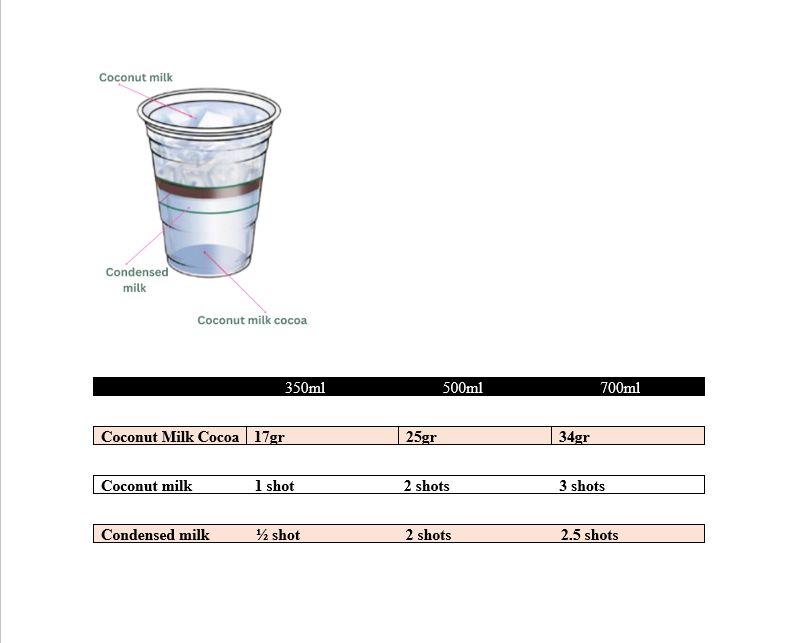 Coconut milk
Condensed
milk
Coconut milk cocoa
350ml 500ml 700ml
Coconut Milk Cocoa 17gr 25gr 34gr
Coconut milk 1 shot 2 shots 3 shots
Condensed milk ½ shot 2 shots 2.5 shots